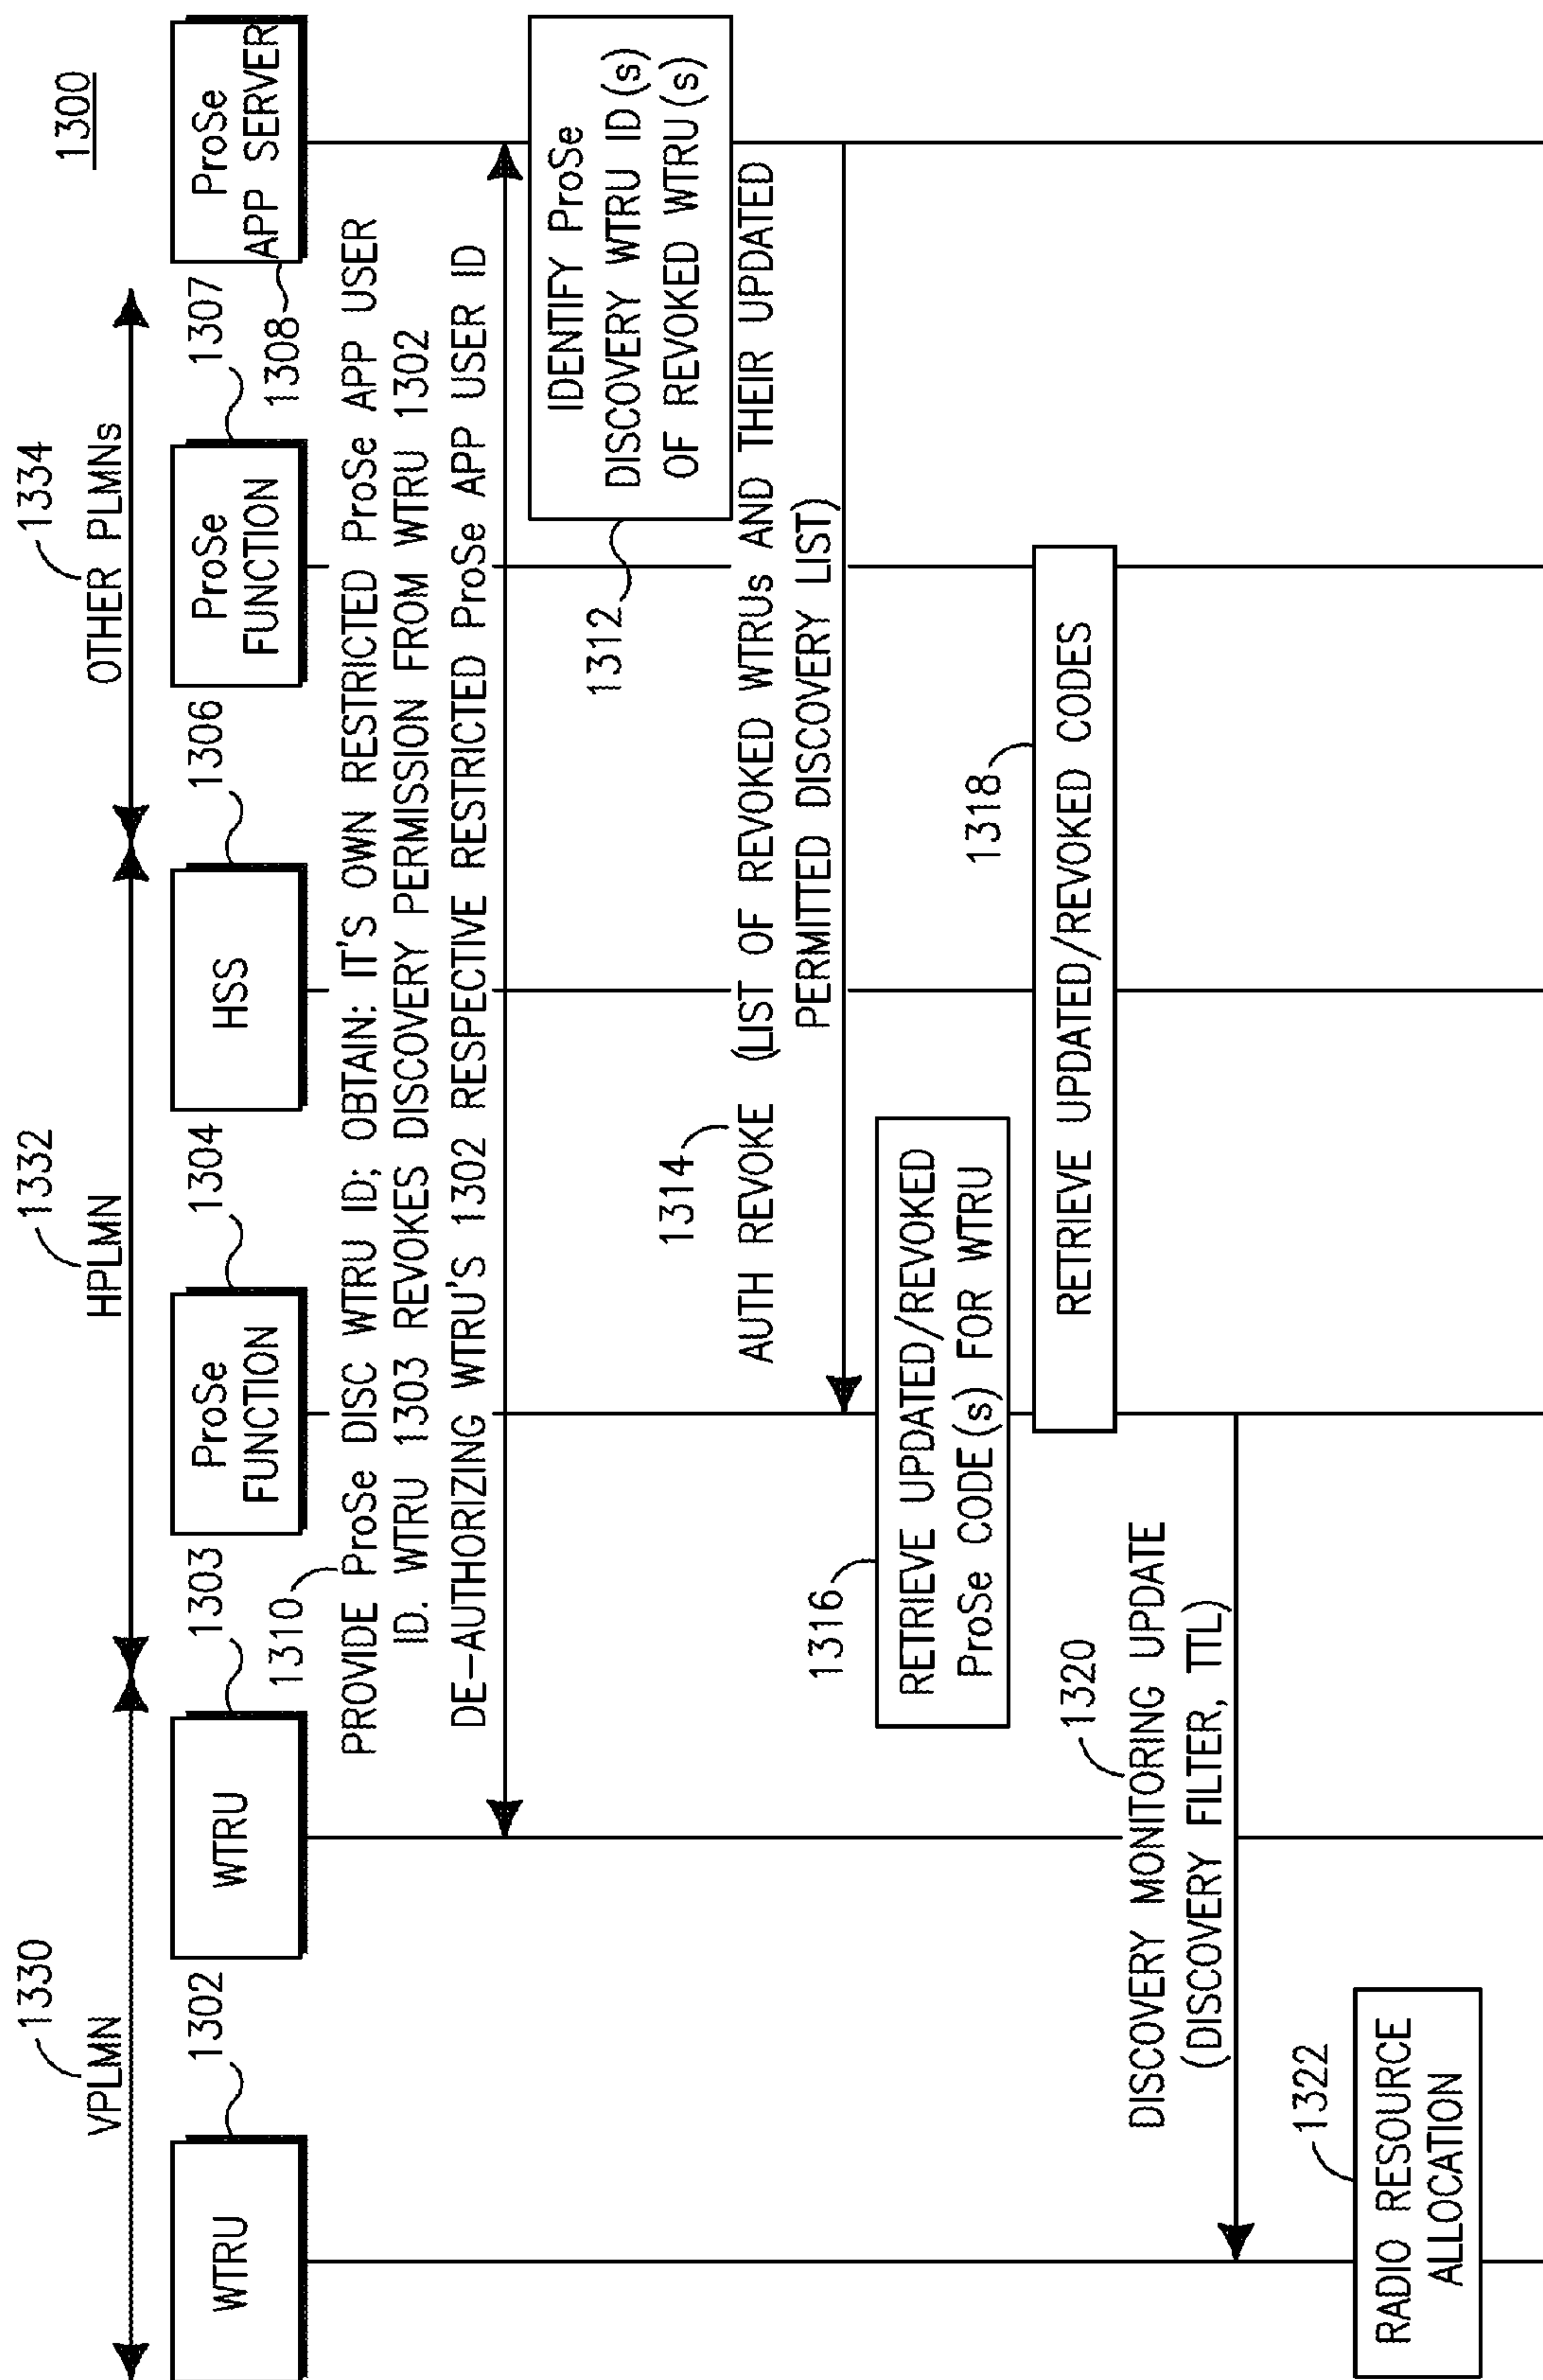 1300
1330
VPLMN
1332
HPLMN
1334
OTHER PLMNs
WTRU
1302
WTRU
1303
ProSe
FUNCTION
1304
HSS
1306
ProSe
FUNCTION
1307
ProSe
APP SERVER
1308
1310
PROVIDE ProSe DISC WTRU ID; OBTAIN: IT'S OWN RESTRICTED ProSe APP USER
ID. WTRU 1303 REVOKES DISCOVERY PERMISSION FROM WTRU 1302
DE-AUTHORIZING WTRU'S 1302 RESPECTIVE RESTRICTED ProSe APP USER ID
1312
IDENTIFY ProSe
DISCOVERY WTRU ID(s)
OF REVOKED WTRU(s)
1314
AUTH REVOKE (LIST OF REVOKED WTRUs AND THEIR UPDATED
PERMITTED DISCOVERY LIST)
1316
RETRIEVE UPDATED/REVOKED
ProSe CODE(s) FOR WTRU
1318
RETRIEVE UPDATED/REVOKED CODES
1320
DISCOVERY MONITORING UPDATE
(DISCOVERY FILTER, TTL)
1322
RADIO RESOURCE
ALLOCATION